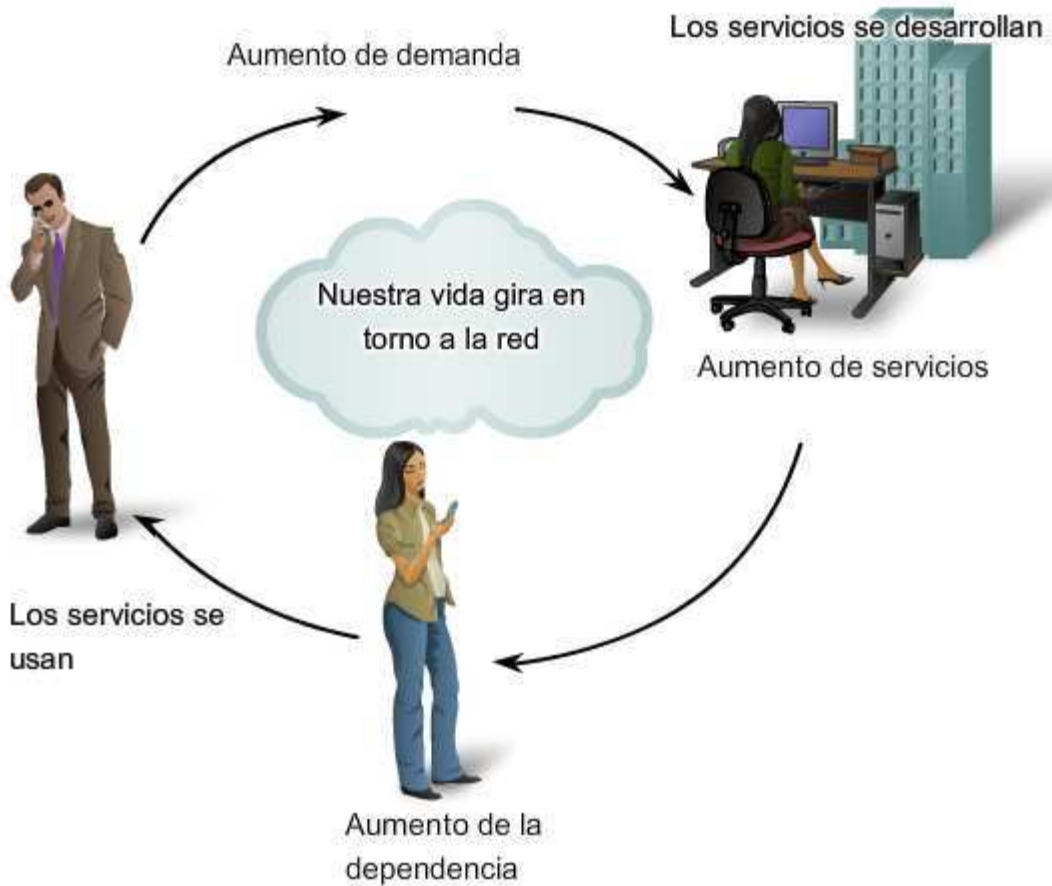 Los servicios se desarrollan
Aumento de demanda
Nuestra vida gira en
torno a la red
Aumento de servicios
Los servicios se
usan
Aumento de la
dependencia